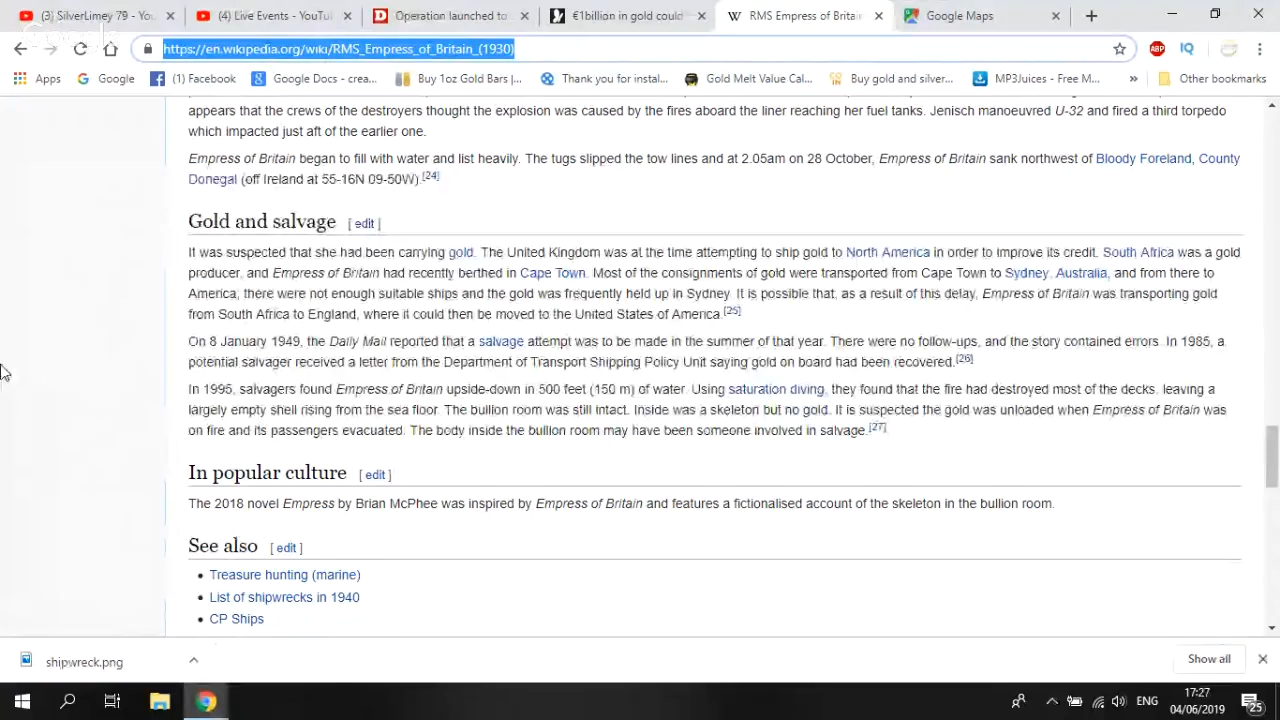 (3) SilverLimey 79 - You
(4) Live Events - YouTu
Operation launched to
€1billion in gold could
RMS Empress of Britain
Google Maps
https://en.wikipedia.org/wiki/RMS_Empress_of_Britain_(1930)
ABP
IQ
Apps
Google
(1) Facebook
Google Docs - crea...
Buy 1oz Gold Bars |...
Thank you for instal...
Gold Melt Value Cal...
Buy gold and silver...
MP3Juices - Free M...
»
Other bookmarks
appears that the crews of the destroyers thought the explosion was caused by the fires aboard the liner reaching her fuel tanks. Jenisch manoeuvred U-32 and fired a third torpedo
which impacted just aft of the earlier one.
Empress of Britain began to fill with water and list heavily. The tugs slipped the tow lines and at 2.05am on 28 October, Empress of Britain sank northwest of Bloody Foreland, County
Donegal (off Ireland at 55-16N 09-50W).[24]
Gold and salvage [ edit ]
It was suspected that she had been carrying gold. The United Kingdom was at the time attempting to ship gold to North America in order to improve its credit. South Africa was a gold
producer, and Empress of Britain had recently berthed in Cape Town. Most of the consignments of gold were transported from Cape Town to Sydney, Australia, and from there to
America; there were not enough suitable ships and the gold was frequently held up in Sydney. It is possible that, as a result of this delay, Empress of Britain was transporting gold
from South Africa to England, where it could then be moved to the United States of America.[25]
On 8 January 1949, the Daily Mail reported that a salvage attempt was to be made in the summer of that year. There were no follow-ups, and the story contained errors. In 1985, a
potential salvager received a letter from the Department of Transport Shipping Policy Unit saying gold on board had been recovered.[26]
In 1995, salvagers found Empress of Britain upside-down in 500 feet (150 m) of water. Using saturation diving, they found that the fire had destroyed most of the decks, leaving a
largely empty shell rising from the sea floor. The bullion room was still intact. Inside was a skeleton but no gold. It is suspected the gold was unloaded when Empress of Britain was
on fire and its passengers evacuated. The body inside the bullion room may have been someone involved in salvage.[27]
In popular culture [ edit ]
The 2018 novel Empress by Brian McPhee was inspired by Empress of Britain and features a fictionalised account of the skeleton in the bullion room.
See also [ edit ]
Treasure hunting (marine)
List of shipwrecks in 1940
CP Ships
shipwreck.png
Show all
ENG
17:27
04/06/2019
25